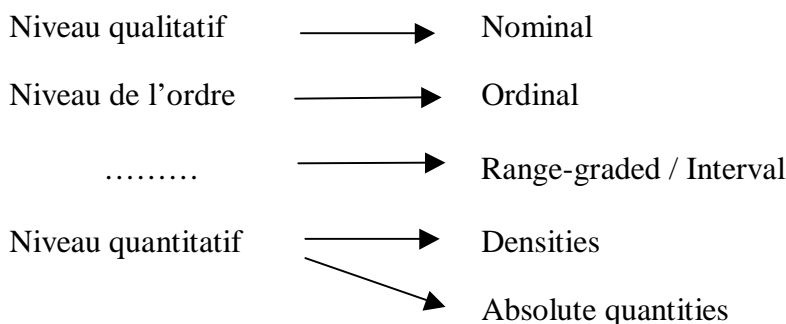 Niveau qualitatif Nominal
Niveau de l’ordre Ordinal
……… Range-graded / Interval
Niveau quantitatif Densities
Absolute quantities